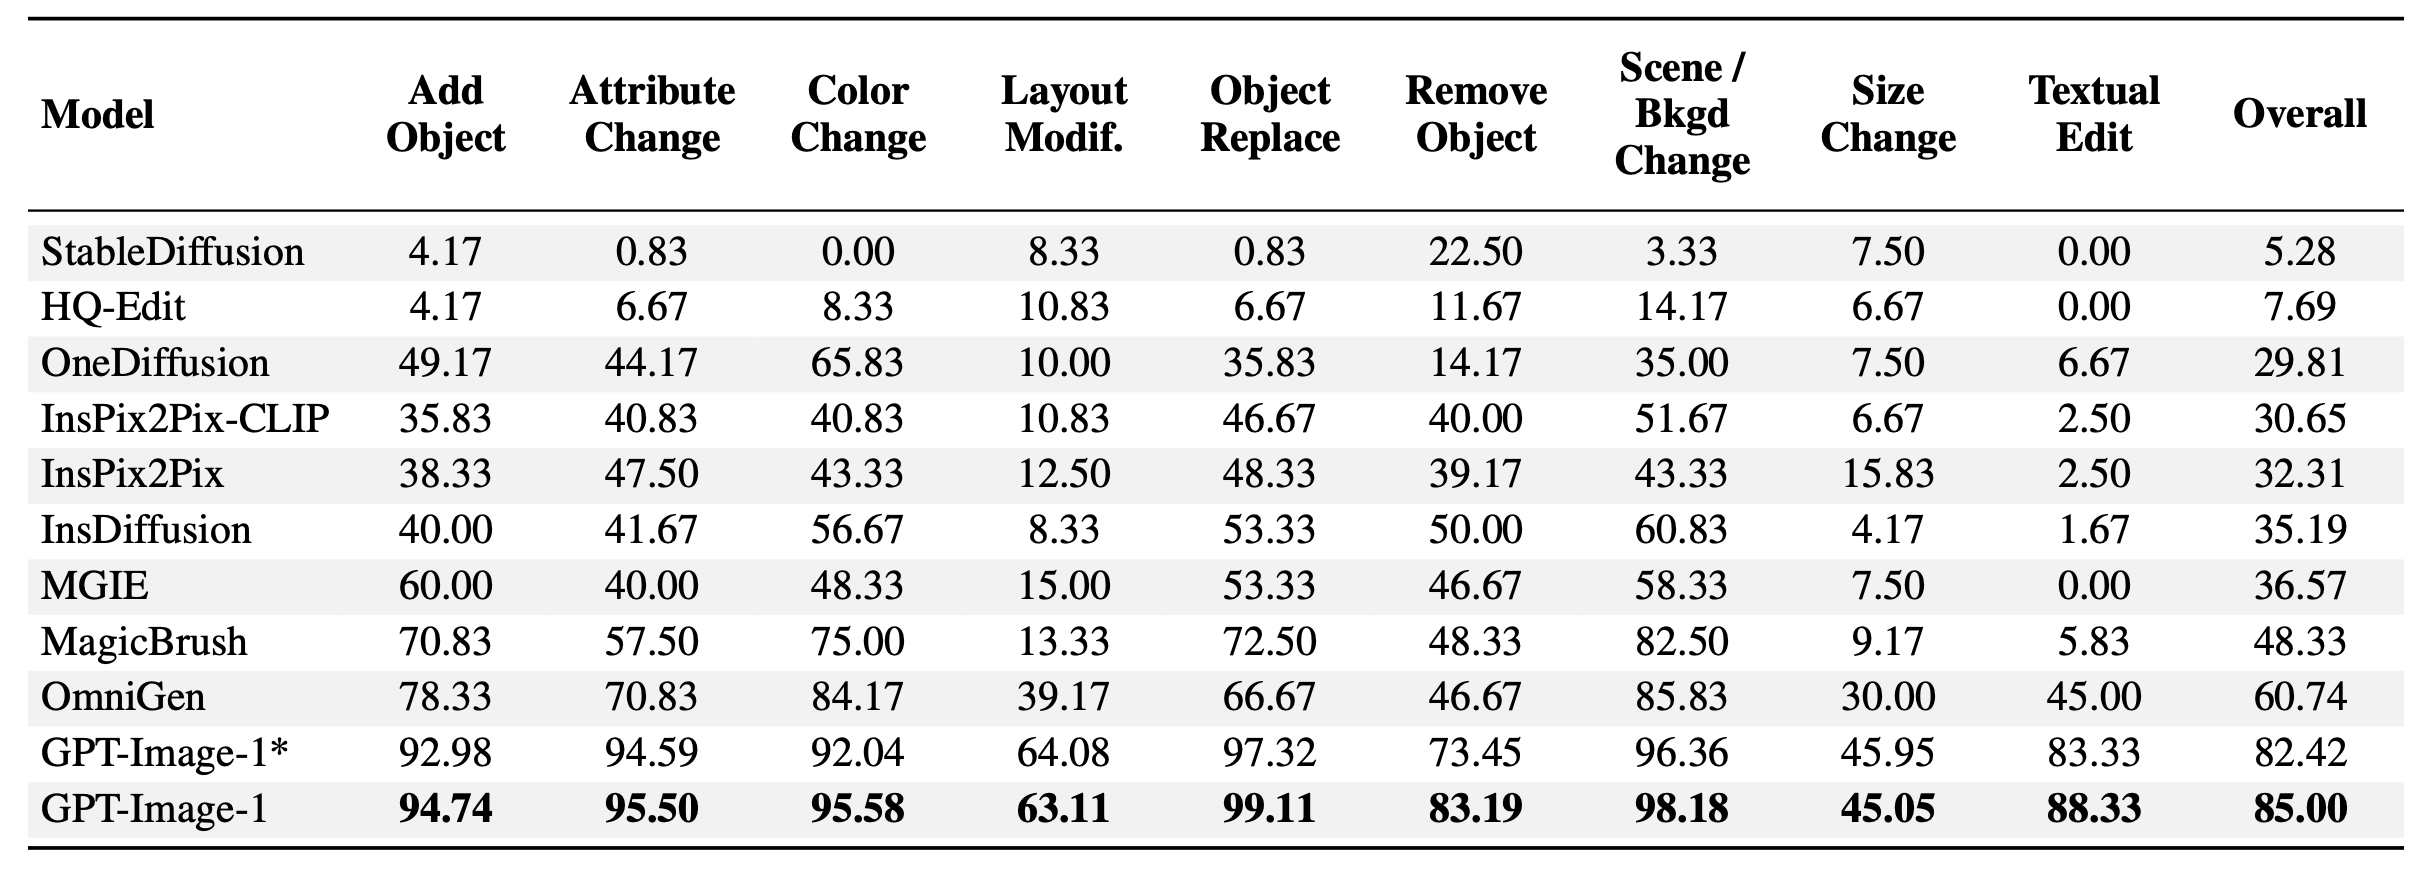 Model Add Object Attribute Change Color Change Layout Modif. Object Replace Remove Object Scene / Bkgd Change Size Change Textual Edit Overall
StableDiffusion 4.17 0.83 0.00 8.33 0.83 22.50 3.33 7.50 0.00 5.28
HQ-Edit 4.17 6.67 8.33 10.83 6.67 11.67 14.17 6.67 0.00 7.69
OneDiffusion 49.17 44.17 65.83 10.00 35.83 14.17 35.00 7.50 6.67 29.81
InsPix2Pix-CLIP 35.83 40.83 40.83 10.83 46.67 40.00 51.67 6.67 2.50 30.65
InsPix2Pix 38.33 47.50 43.33 12.50 48.33 39.17 43.33 15.83 2.50 32.31
InsDiffusion 40.00 41.67 56.67 8.33 53.33 50.00 60.83 4.17 1.67 35.19
MGIE 60.00 40.00 48.33 15.00 53.33 46.67 58.33 7.50 0.00 36.57
MagicBrush 70.83 57.50 75.00 13.33 72.50 48.33 82.50 9.17 5.83 48.33
OmniGen 78.33 70.83 84.17 39.17 66.67 46.67 85.83 30.00 45.00 60.74
GPT-Image-1* 92.98 94.59 92.04 64.08 97.32 73.45 96.36 45.95 83.33 82.42
GPT-Image-1 94.74 95.50 95.58 63.11 99.11 83.19 98.18 45.05 88.33 85.00